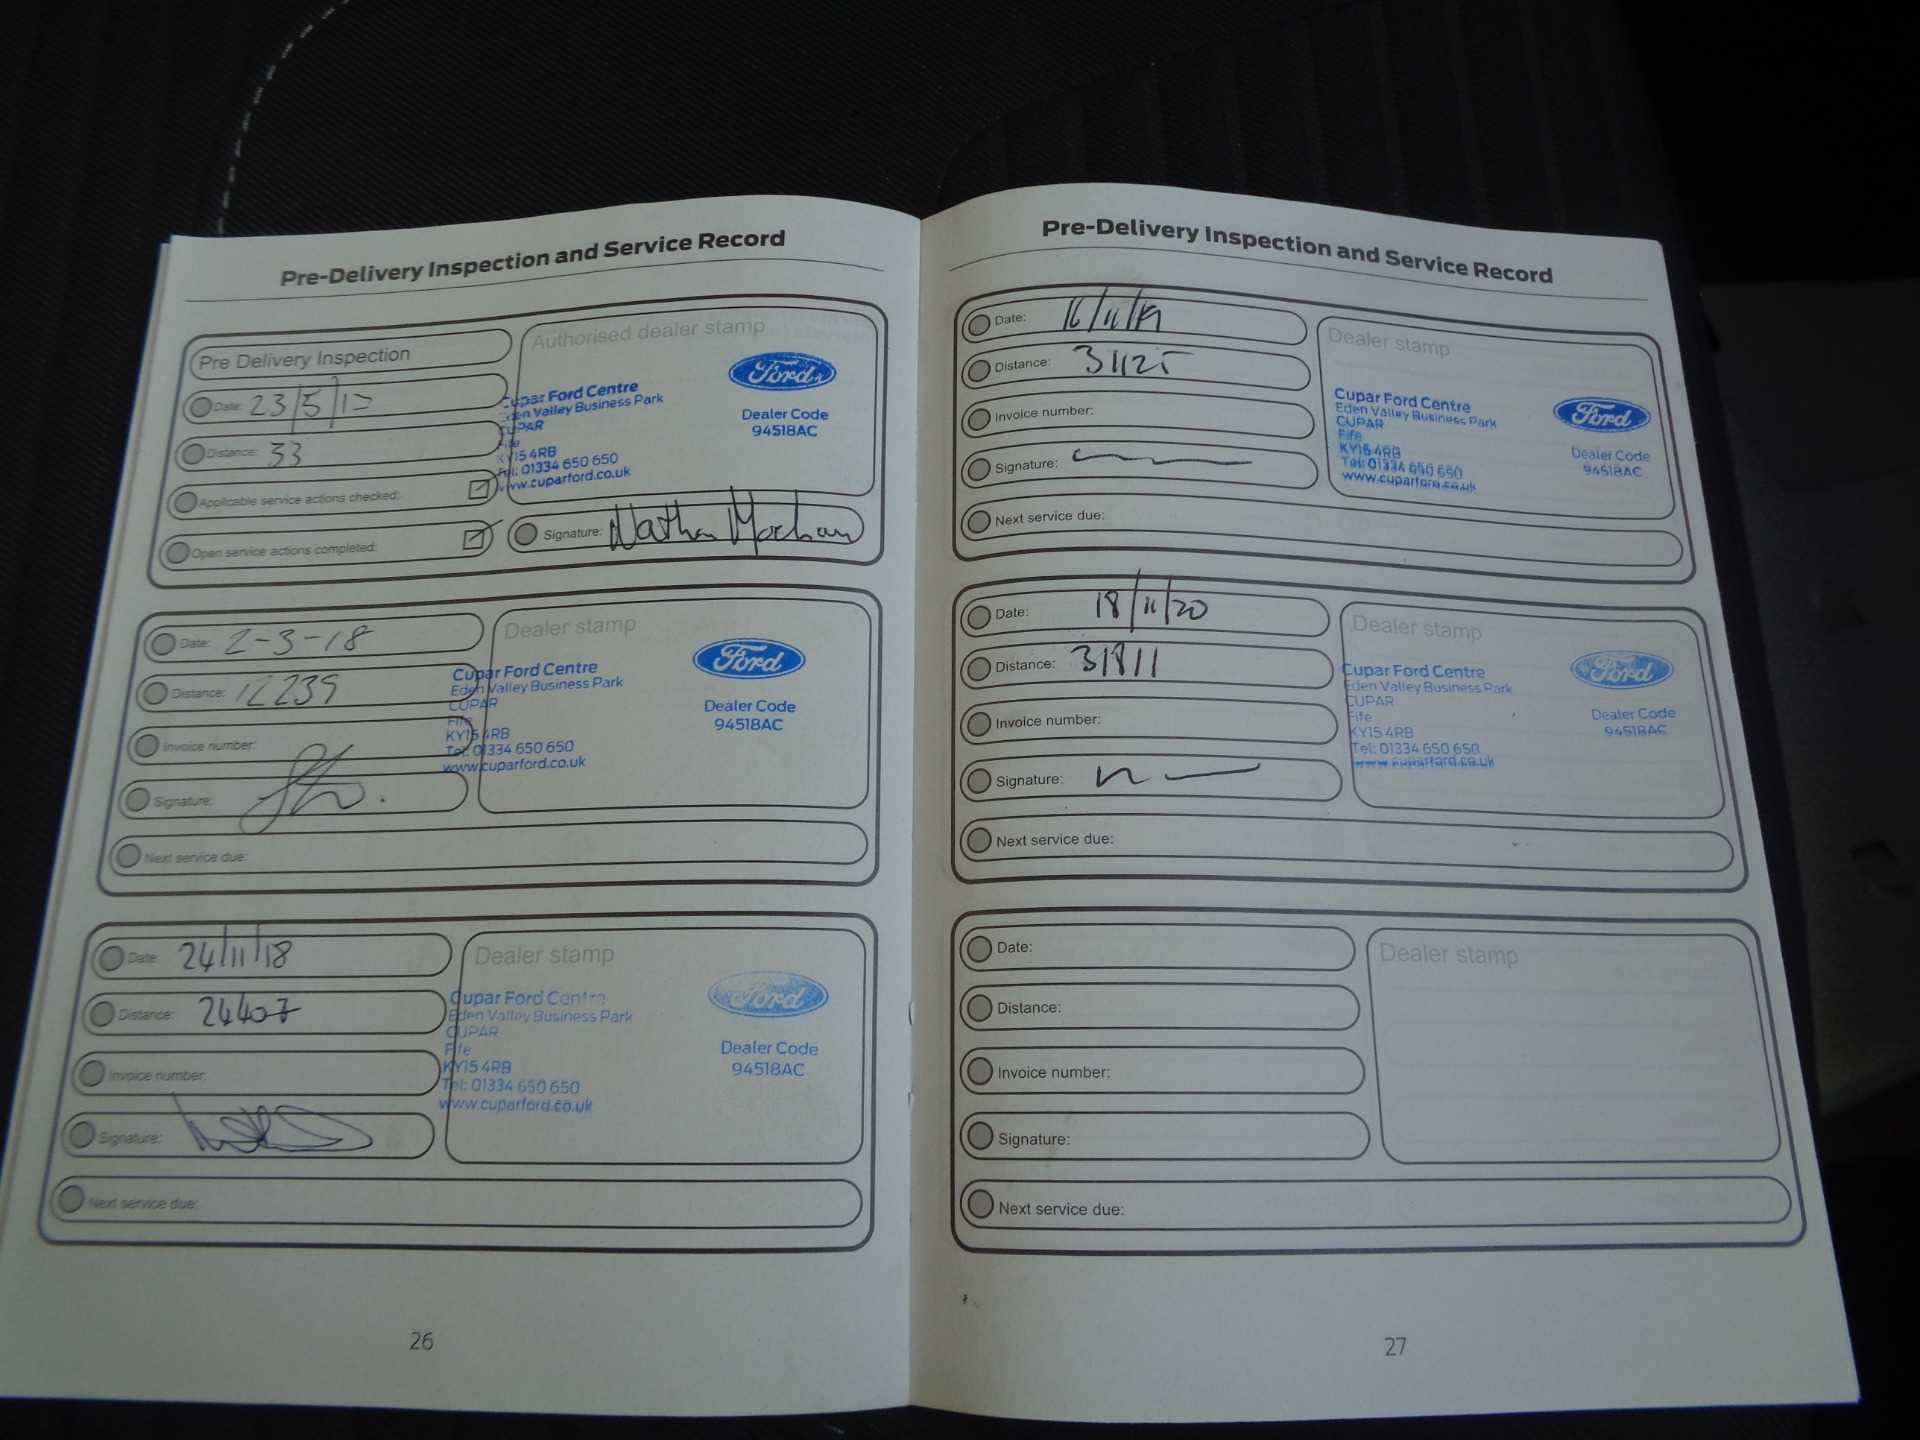 Pre-Delivery Inspection and Service Record
Pre Delivery Inspection
Date: 23/5/17
Distance: 33
Applicable service actions checked:
Open service actions completed:
Authorised dealer stamp
Cupar Ford Centre
Eden Valley Business Park
CUPAR
Fife
KY15 4RB
Tel: 01334 650 650
www.cuparford.co.uk
Ford
Dealer Code
94518AC
Signature: Nathan
Date: 2-3-18
Distance: 12239
Invoice number:
Signature:
Next service due:
Dealer stamp
Cupar Ford Centre
Eden Valley Business Park
CUPAR
Fife
KY15 4RB
Tel: 01334 650 650
www.cuparford.co.uk
Ford
Dealer Code
94518AC
Date: 24/11/18
Distance: 24407
Invoice number:
Signature:
Next service due:
Dealer stamp
Cupar Ford Centre
Eden Valley Business Park
CUPAR
Fife
KY15 4RB
Tel: 01334 650 650
www.cuparford.co.uk
Ford
Dealer Code
94518AC
26
Pre-Delivery Inspection and Service Record
Date: 16/11/19
Distance: 31125
Invoice number:
Signature:
Next service due:
Dealer stamp
Cupar Ford Centre
Eden Valley Business Park
CUPAR
Fife
KY15 4RB
Tel: 01334 650 650
www.cuparford.co.uk
Ford
Dealer Code
94518AC
Date: 18/11/20
Distance: 31811
Invoice number:
Signature:
Next service due:
Dealer stamp
Cupar Ford Centre
Eden Valley Business Park
CUPAR
Fife
KY15 4RB
Tel: 01334 650 650
www.cuparford.co.uk
Ford
Dealer Code
94518AC
Date:
Distance:
Invoice number:
Signature:
Next service due:
Dealer stamp
27